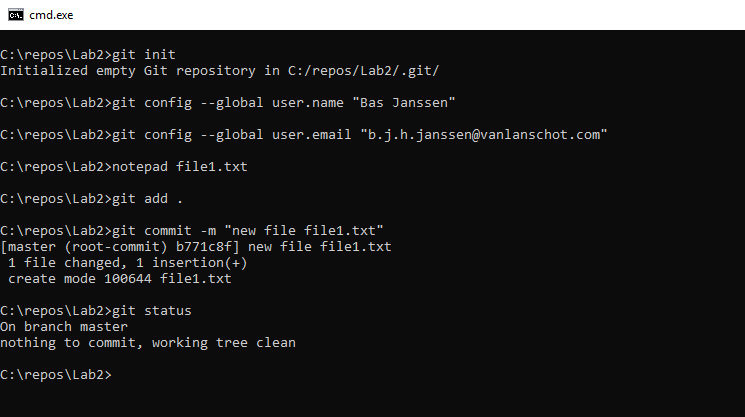 cmd.exe
C:\repos\Lab2>git init
Initialized empty Git repository in C:/repos/Lab2/.git/
C:\repos\Lab2>git config --global user.name "Bas Janssen"
C:\repos\Lab2>git config --global user.email "b.j.h.janssen@vanlanschot.com"
C:\repos\Lab2>notepad file1.txt
C:\repos\Lab2>git add .
C:\repos\Lab2>git commit -m "new file file1.txt"
[master (root-commit) b771c8f] new file file1.txt
 1 file changed, 1 insertion(+)
 create mode 100644 file1.txt
C:\repos\Lab2>git status
On branch master
nothing to commit, working tree clean
C:\repos\Lab2>